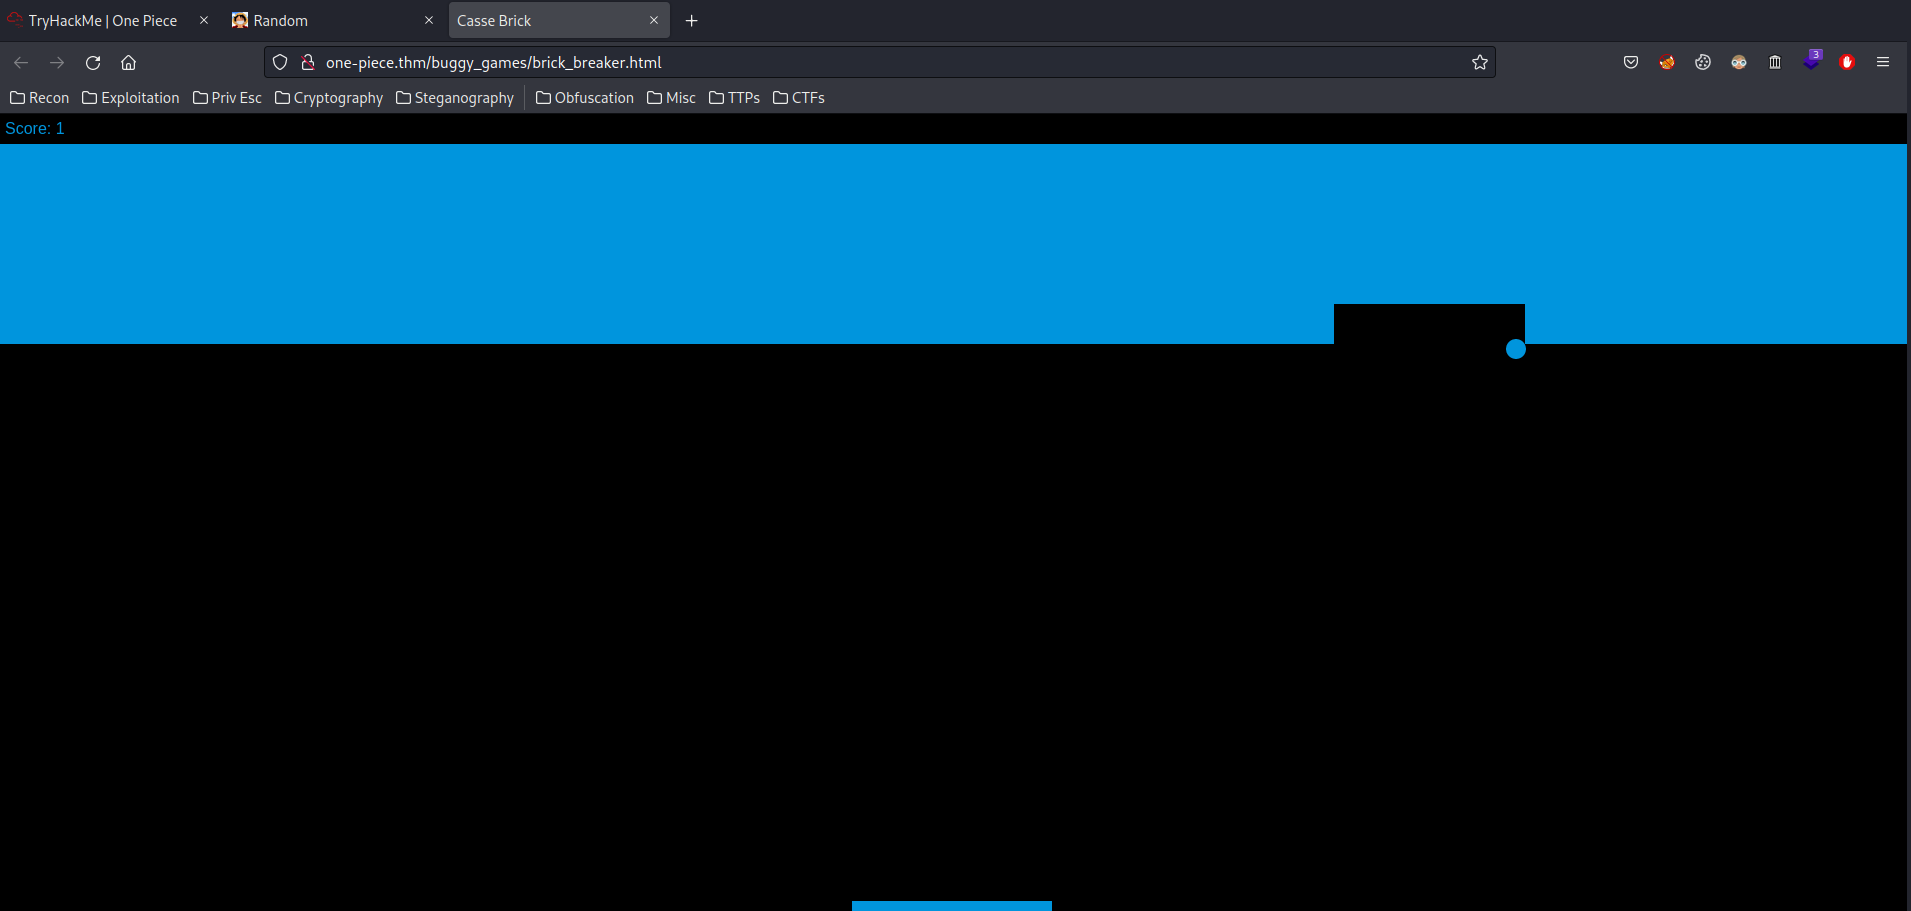 TryHackMe | One Piece Random Casse Brick
one-piece.thm/buggy_games/brick_breaker.html 3
Recon Exploitation Priv Esc Cryptography Steganography Obfuscation Misc TTPs CTFs
Score: 1